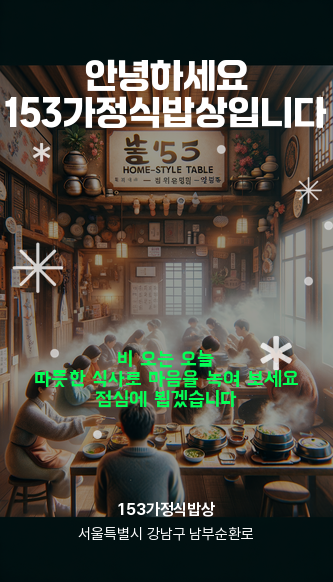 안녕하세요
153가정식밥상입니다
153
HOME-STYLE TABLE
비 오는 오늘
따뜻한 식사로 마음을 녹여 보세요
점심에 뵙겠습니다
153가정식밥상
서울특별시 강남구 남부순환로